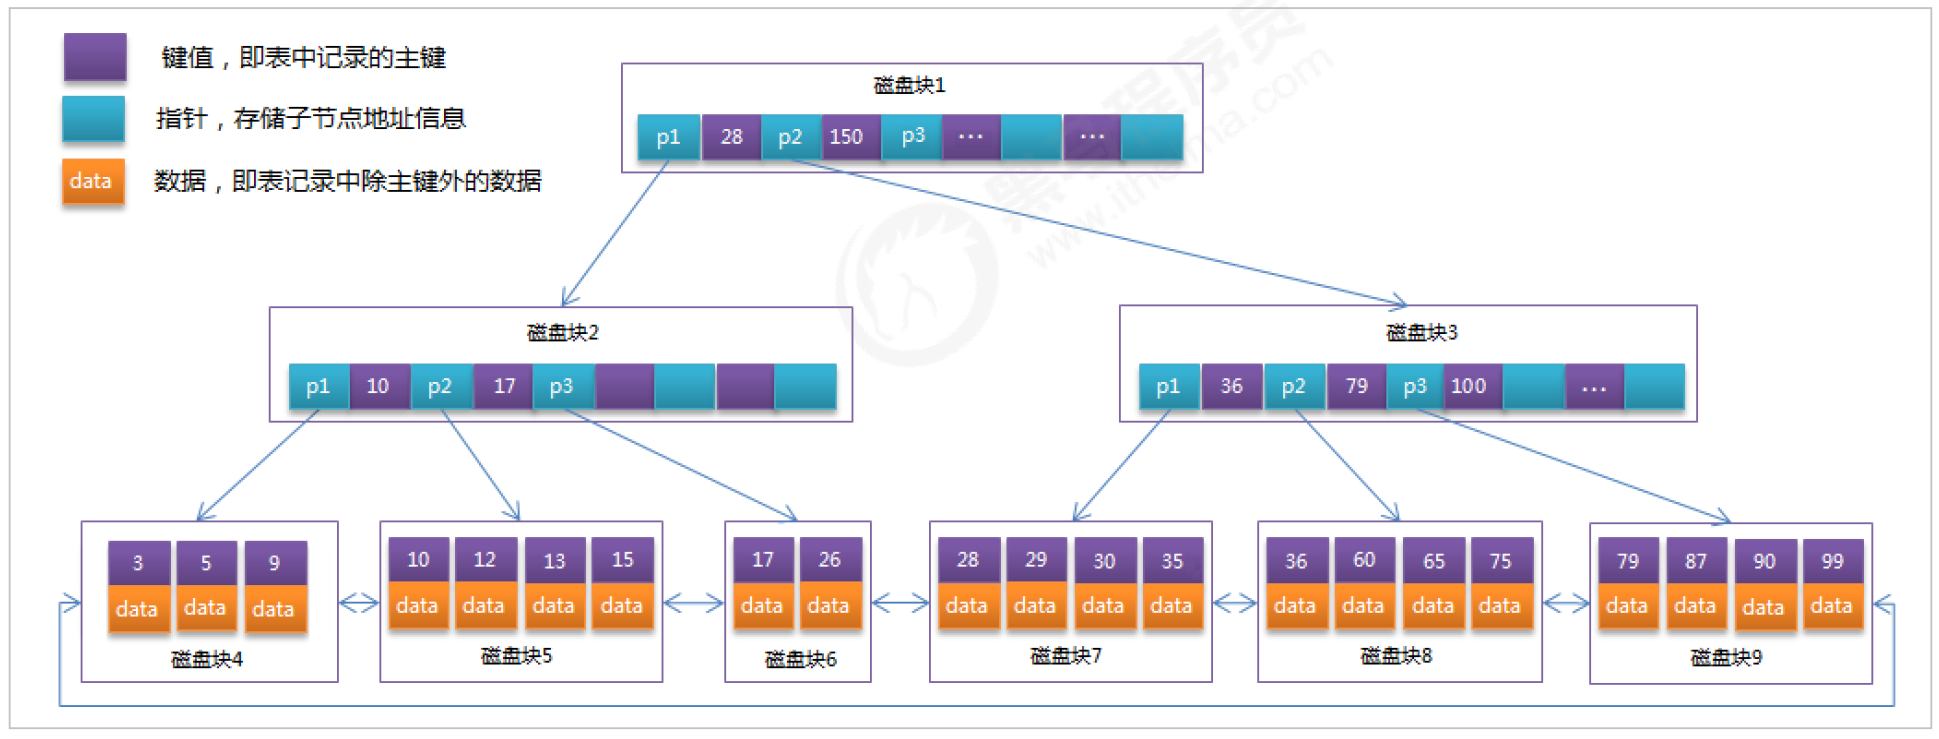 键值，即表中记录的主键
指针，存储子节点地址信息
data 数据，即表记录中除主键外的数据
黑马程序员
www.itheima.com
磁盘块1
p1 28 p2 150 p3 ... ...
磁盘块2
p1 10 p2 17 p3
磁盘块3
p1 36 p2 79 p3 100 ...
3 5 9
data data data
磁盘块4
10 12 13 15
data data data data
磁盘块5
17 26
data data
磁盘块6
28 29 30 35
data data data data
磁盘块7
36 60 65 75
data data data data
磁盘块8
79 87 90 99
data data data data
磁盘块9